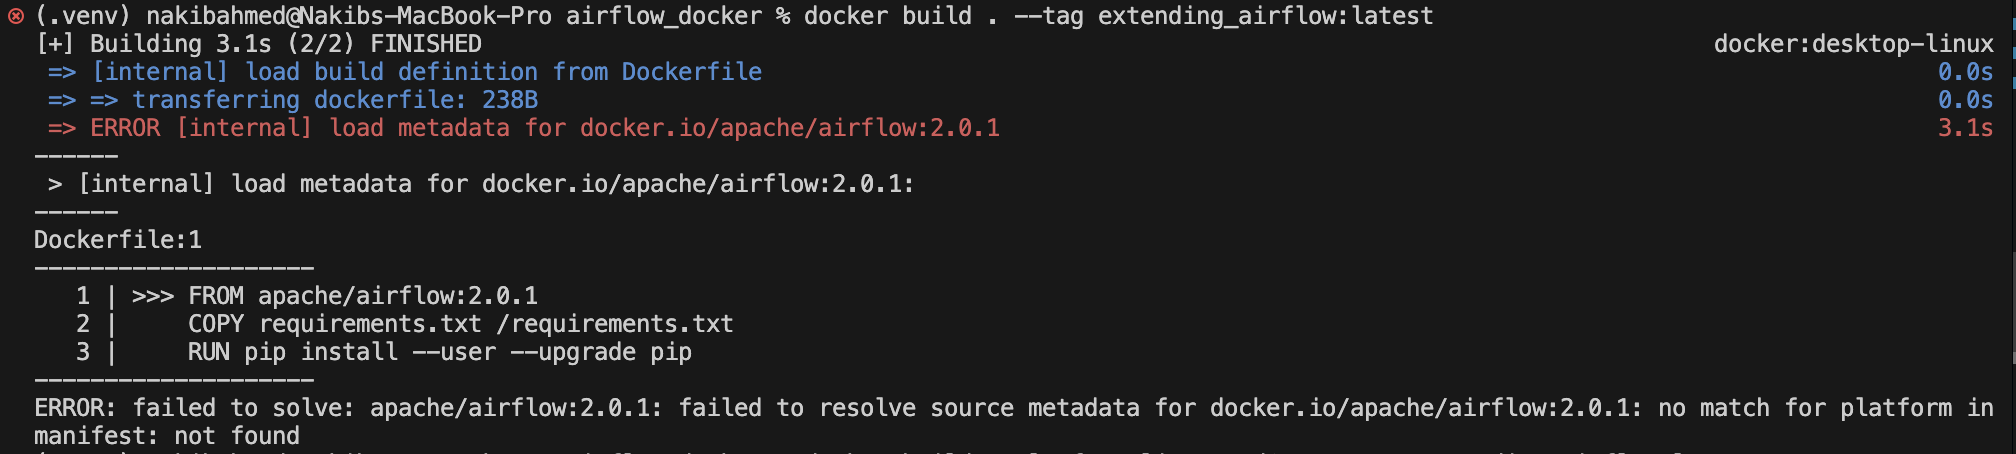 (.venv) nakibahmed@Nakibs-MacBook-Pro airflow_docker % docker build . --tag extending_airflow:latest
[+] Building 3.1s (2/2) FINISHED docker:desktop-linux
=> [internal] load build definition from Dockerfile 0.0s
=> => transferring dockerfile: 238B 0.0s
=> ERROR [internal] load metadata for docker.io/apache/airflow:2.0.1 3.1s
------
> [internal] load metadata for docker.io/apache/airflow:2.0.1:
------
Dockerfile:1
--------------------
1 | >>> FROM apache/airflow:2.0.1
2 | COPY requirements.txt /requirements.txt
3 | RUN pip install --user --upgrade pip
--------------------
ERROR: failed to solve: apache/airflow:2.0.1: failed to resolve source metadata for docker.io/apache/airflow:2.0.1: no match for platform in
manifest: not found